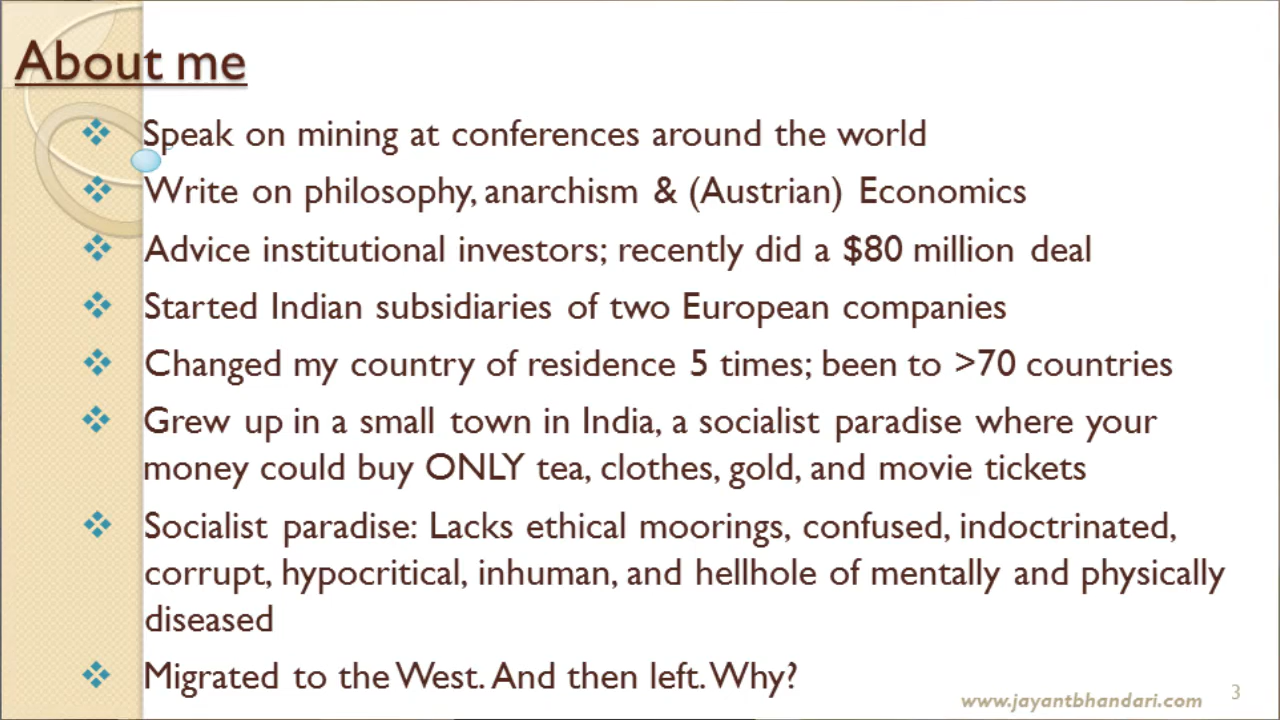 About me
Speak on mining at conferences around the world
Write on philosophy, anarchism & (Austrian) Economics
Advice institutional investors; recently did a $80 million deal
Started Indian subsidiaries of two European companies
Changed my country of residence 5 times; been to >70 countries
Grew up in a small town in India, a socialist paradise where your
money could buy ONLY tea, clothes, gold, and movie tickets
Socialist paradise: Lacks ethical moorings, confused, indoctrinated,
corrupt, hypocritical, inhuman, and hellhole of mentally and physically
diseased
Migrated to the West. And then left. Why?
www.jayantbhandari.com
3